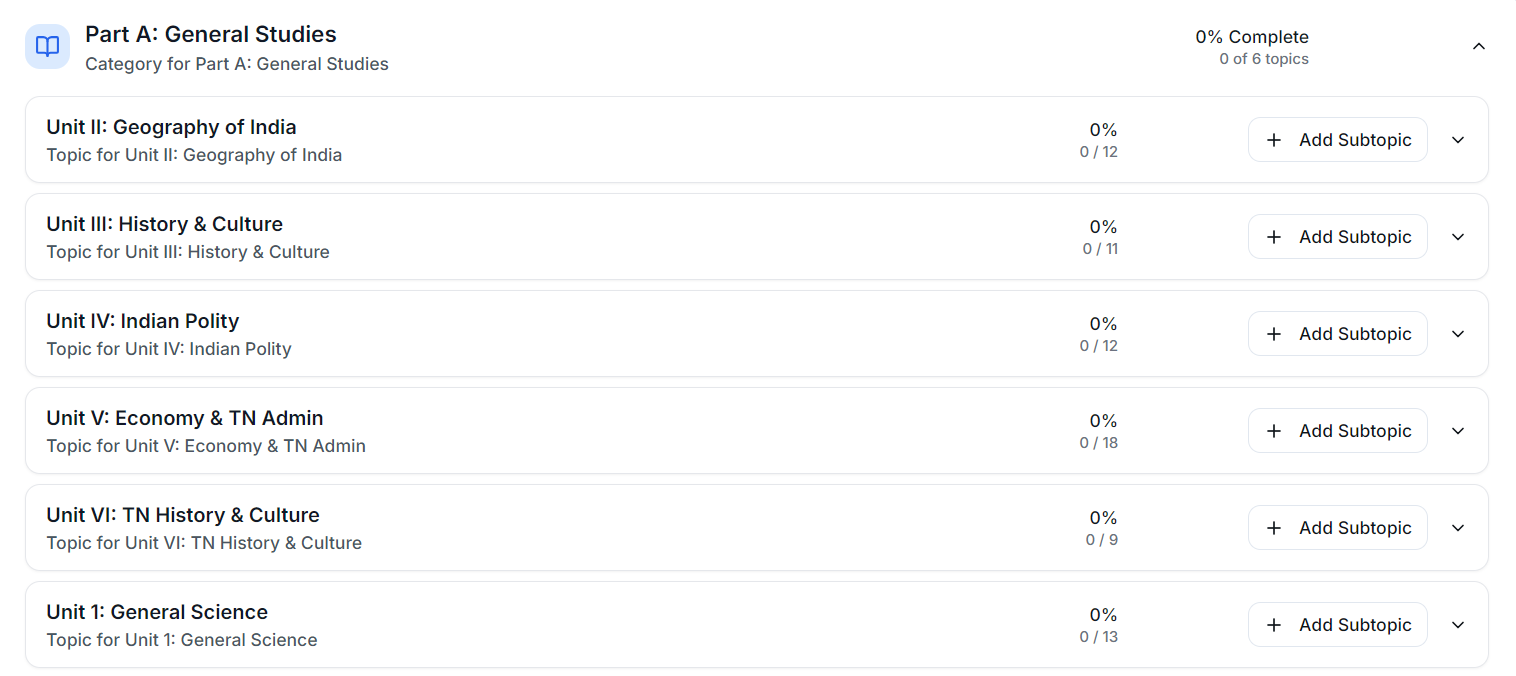 Part A: General Studies
Category for Part A: General Studies
0% Complete
0 of 6 topics
Unit II: Geography of India
Topic for Unit II: Geography of India
0%
0 / 12
+ Add Subtopic
Unit III: History & Culture
Topic for Unit III: History & Culture
0%
0 / 11
+ Add Subtopic
Unit IV: Indian Polity
Topic for Unit IV: Indian Polity
0%
0 / 12
+ Add Subtopic
Unit V: Economy & TN Admin
Topic for Unit V: Economy & TN Admin
0%
0 / 18
+ Add Subtopic
Unit VI: TN History & Culture
Topic for Unit VI: TN History & Culture
0%
0 / 9
+ Add Subtopic
Unit 1: General Science
Topic for Unit 1: General Science
0%
0 / 13
+ Add Subtopic